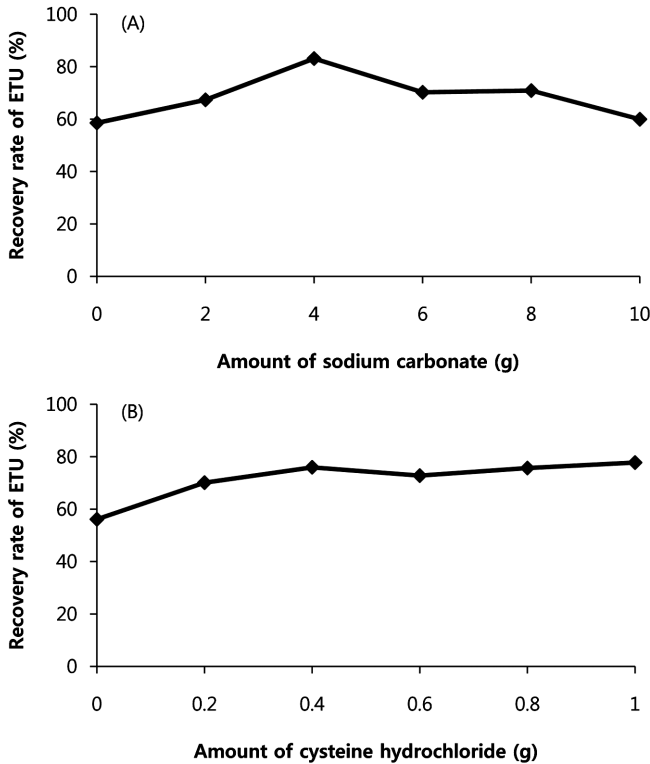 (A)
Recovery rate of ETU (%)
100
80
60
40
20
0
0 2 4 6 8 10
Amount of sodium carbonate (g)
(B)
Recovery rate of ETU (%)
100
80
60
40
20
0
0 0.2 0.4 0.6 0.8 1
Amount of cysteine hydrochloride (g)